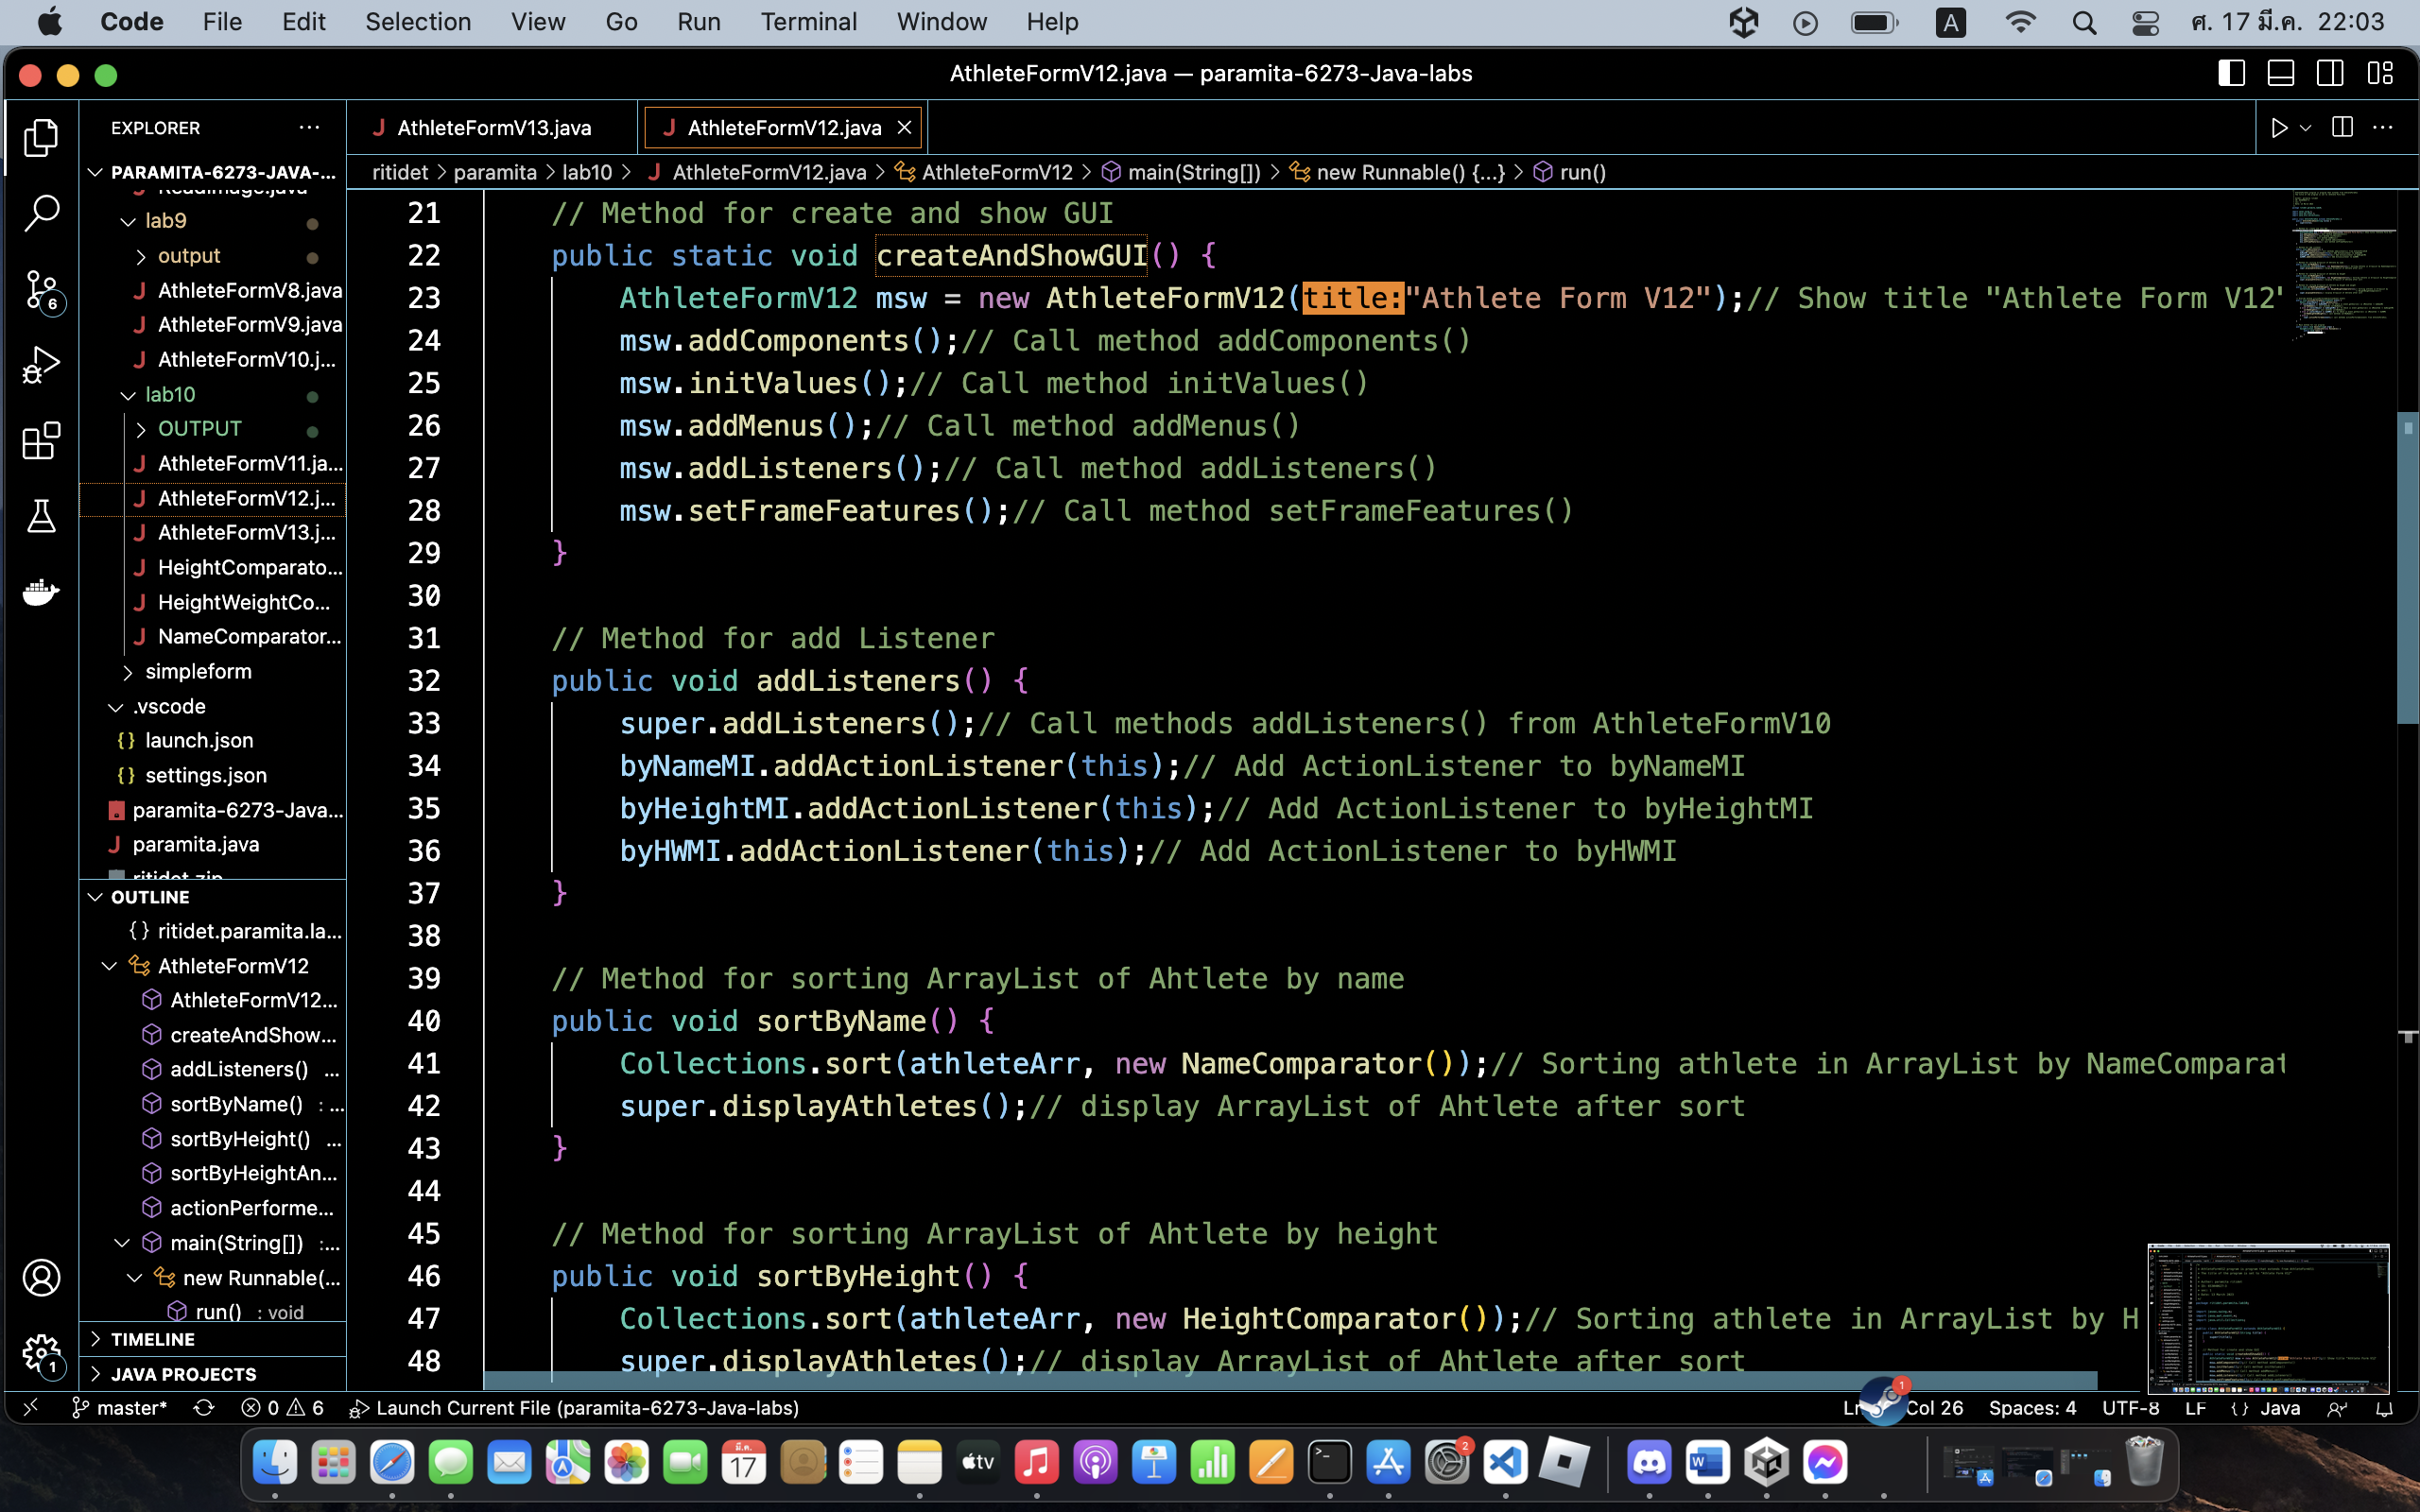 Code File Edit Selection View Go Run Terminal Window Help A ศ. 17 มี.ค. 22:03
AthleteFormV12.java — paramita-6273-Java-labs
EXPLORER
AthleteFormV13.java
AthleteFormV12.java
ritidet > paramita > lab10 > AthleteFormV12.java > AthleteFormV12 > main(String[]) > new Runnable() {...} > run()
PARAMITA-6273-JAVA-...
ReadImage.java
lab9
output
AthleteFormV8.java
AthleteFormV9.java
AthleteFormV10.j...
lab10
OUTPUT
AthleteFormV11.ja...
AthleteFormV12.j...
AthleteFormV13.j...
HeightComparato...
HeightWeightCo...
NameComparator...
simpleform
.vscode
{} launch.json
{} settings.json
paramita-6273-Java...
paramita.java
ritidet.zip
OUTLINE
{} ritidet.paramita.la...
AthleteFormV12
AthleteFormV12...
createAndShow...
addListeners() ...
sortByName() : ...
sortByHeight() ...
sortByHeightAn...
actionPerforme...
main(String[]) :...
new Runnable(...
run() : void
TIMELINE
JAVA PROJECTS
6
1
21 // Method for create and show GUI
22 public static void createAndShowGUI() {
23 AthleteFormV12 msw = new AthleteFormV12(title:"Athlete Form V12");// Show title "Athlete Form V12"
24 msw.addComponents();// Call method addComponents()
25 msw.initValues();// Call method initValues()
26 msw.addMenus();// Call method addMenus()
27 msw.addListeners();// Call method addListeners()
28 msw.setFrameFeatures();// Call method setFrameFeatures()
29 }
30
31 // Method for add Listener
32 public void addListeners() {
33 super.addListeners();// Call methods addListeners() from AthleteFormV10
34 byNameMI.addActionListener(this);// Add ActionListener to byNameMI
35 byHeightMI.addActionListener(this);// Add ActionListener to byHeightMI
36 byHWMI.addActionListener(this);// Add ActionListener to byHWMI
37 }
38
39 // Method for sorting ArrayList of Ahtlete by name
40 public void sortByName() {
41 Collections.sort(athleteArr, new NameComparator());// Sorting athlete in ArrayList by NameComparat
42 super.displayAthletes();// display ArrayList of Ahtlete after sort
43 }
44
45 // Method for sorting ArrayList of Ahtlete by height
46 public void sortByHeight() {
47 Collections.sort(athleteArr, new HeightComparator());// Sorting athlete in ArrayList by H
48 super.displayAthletes();// display ArrayList of Ahtlete after sort
master* 0 6 Launch Current File (paramita-6273-Java-labs) Col 26 Spaces: 4 UTF-8 LF {} Java
1
มี.ค.
17
tv
2
W